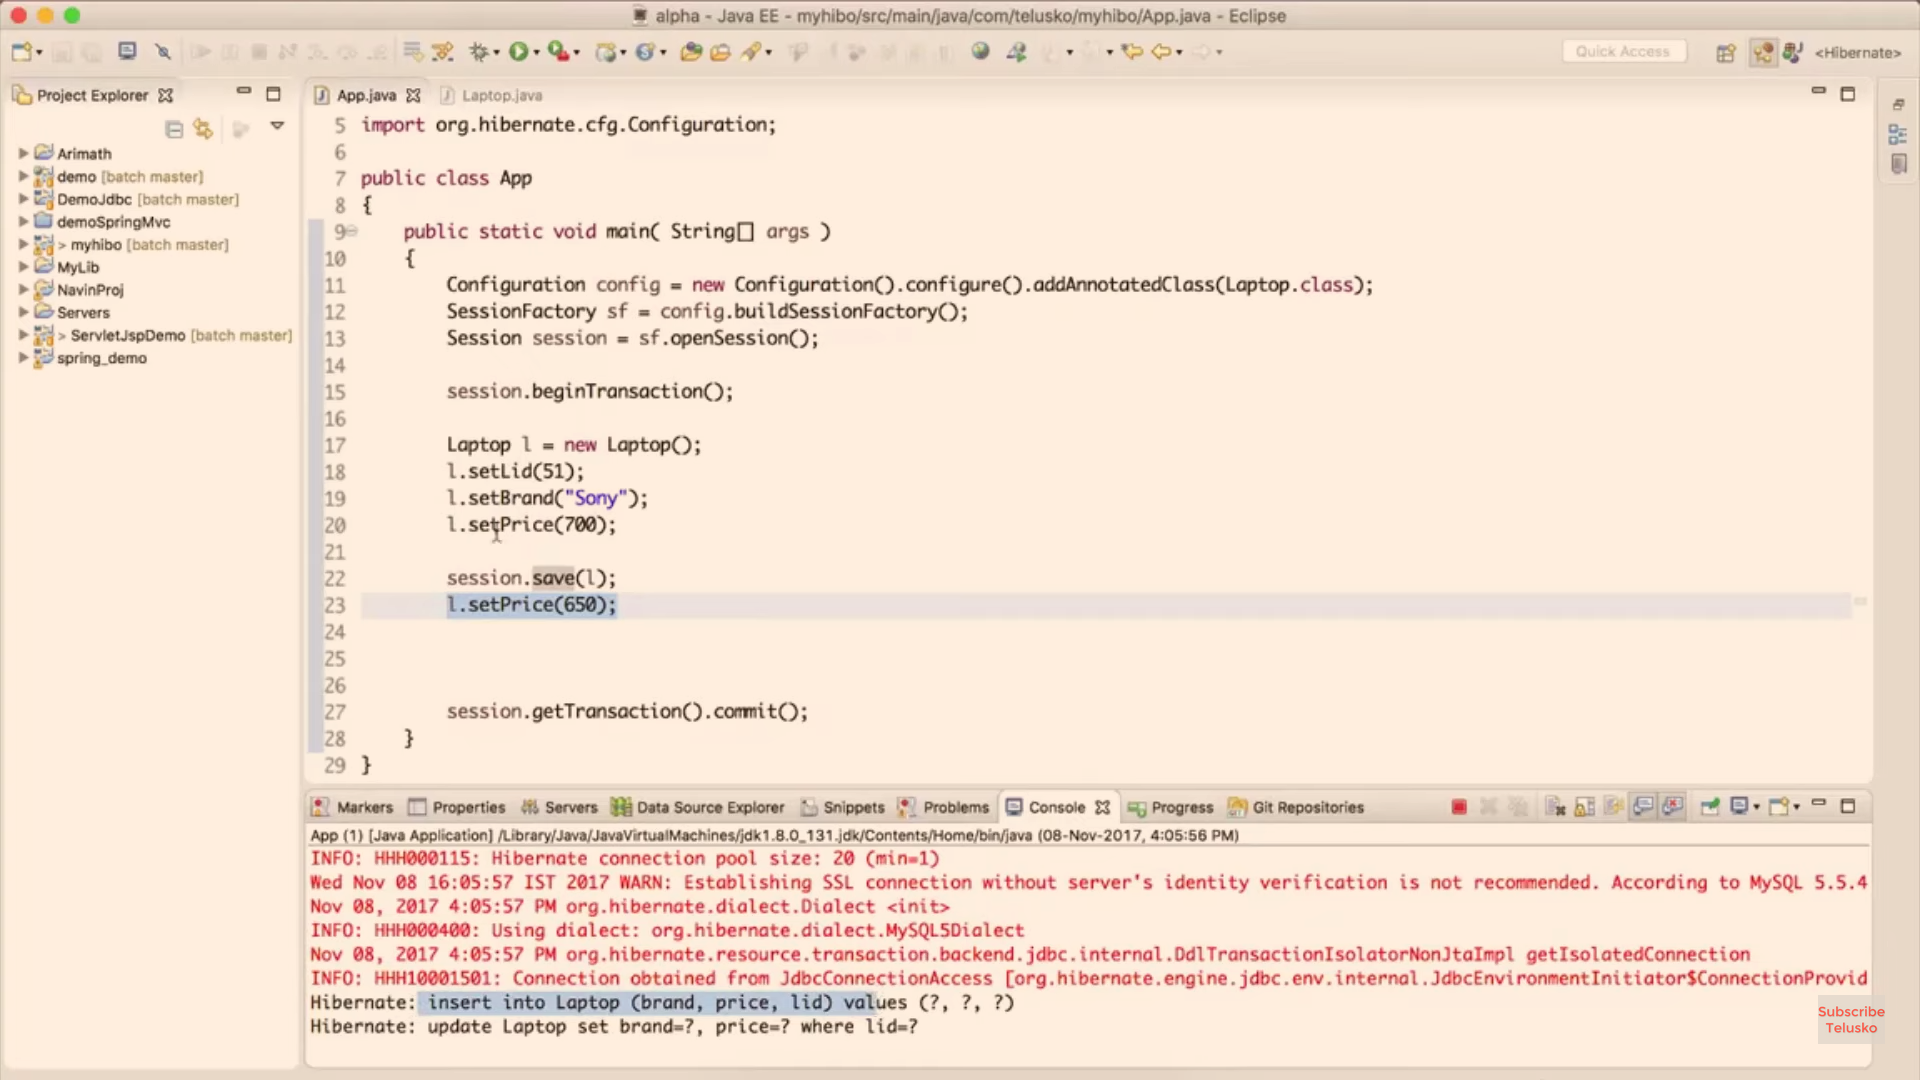 alpha - Java EE - myhibo/src/main/java/com/telusko/myhibo/App.java - Eclipse
Quick Access
<Hibernate>
Project Explorer
Arimath
demo [batch master]
DemoJdbc [batch master]
demoSpringMvc
> myhibo [batch master]
MyLib
NavinProj
Servers
> ServletJspDemo [batch master]
spring_demo
App.java
Laptop.java
5 import org.hibernate.cfg.Configuration;
6
7 public class App
8 {
9 public static void main( String[] args )
10 {
11 Configuration config = new Configuration().configure().addAnnotatedClass(Laptop.class);
12 SessionFactory sf = config.buildSessionFactory();
13 Session session = sf.openSession();
14
15 session.beginTransaction();
16
17 Laptop l = new Laptop();
18 l.setLid(51);
19 l.setBrand("Sony");
20 l.setPrice(700);
21
22 session.save(l);
23 l.setPrice(650);
24
25
26
27 session.getTransaction().commit();
28 }
29 }
Markers
Properties
Servers
Data Source Explorer
Snippets
Problems
Console
Progress
Git Repositories
App (1) [Java Application] /Library/Java/JavaVirtualMachines/jdk1.8.0_131.jdk/Contents/Home/bin/java (08-Nov-2017, 4:05:56 PM)
INFO: HHH000115: Hibernate connection pool size: 20 (min=1)
Wed Nov 08 16:05:57 IST 2017 WARN: Establishing SSL connection without server's identity verification is not recommended. According to MySQL 5.5.4
Nov 08, 2017 4:05:57 PM org.hibernate.dialect.Dialect <init>
INFO: HHH000400: Using dialect: org.hibernate.dialect.MySQL5Dialect
Nov 08, 2017 4:05:57 PM org.hibernate.resource.transaction.backend.jdbc.internal.DdlTransactionIsolatorNonJtaImpl getIsolatedConnection
INFO: HHH10001501: Connection obtained from JdbcConnectionAccess [org.hibernate.engine.jdbc.env.internal.JdbcEnvironmentInitiator$ConnectionProvid
Hibernate: insert into Laptop (brand, price, lid) values (?, ?, ?)
Hibernate: update Laptop set brand=?, price=? where lid=?
Subscribe
Telusko